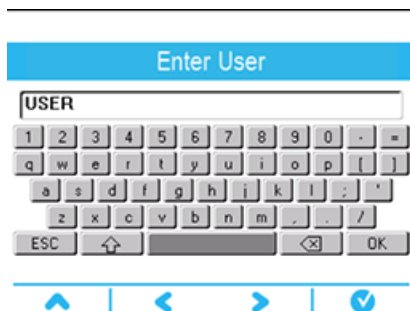 Enter User
USER
1 2 3 4 5 6 7 8 9 0 - =
q w e r t y u i o p [ ]
a s d f g h j k l ; '
z x c v b n m , . /
ESC OK